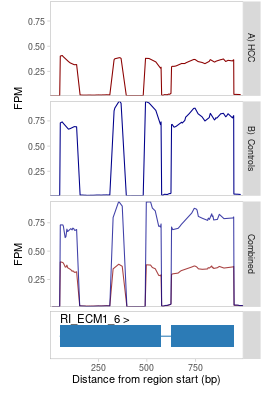 0.75
0.50
0.25
A) HCC
FPM
0.75
0.50
0.25
B): Controls
0.75
0.50
0.25
FPM
Combined
RI_ECM1_6 >
250
500
750
Distance from region start (bp)